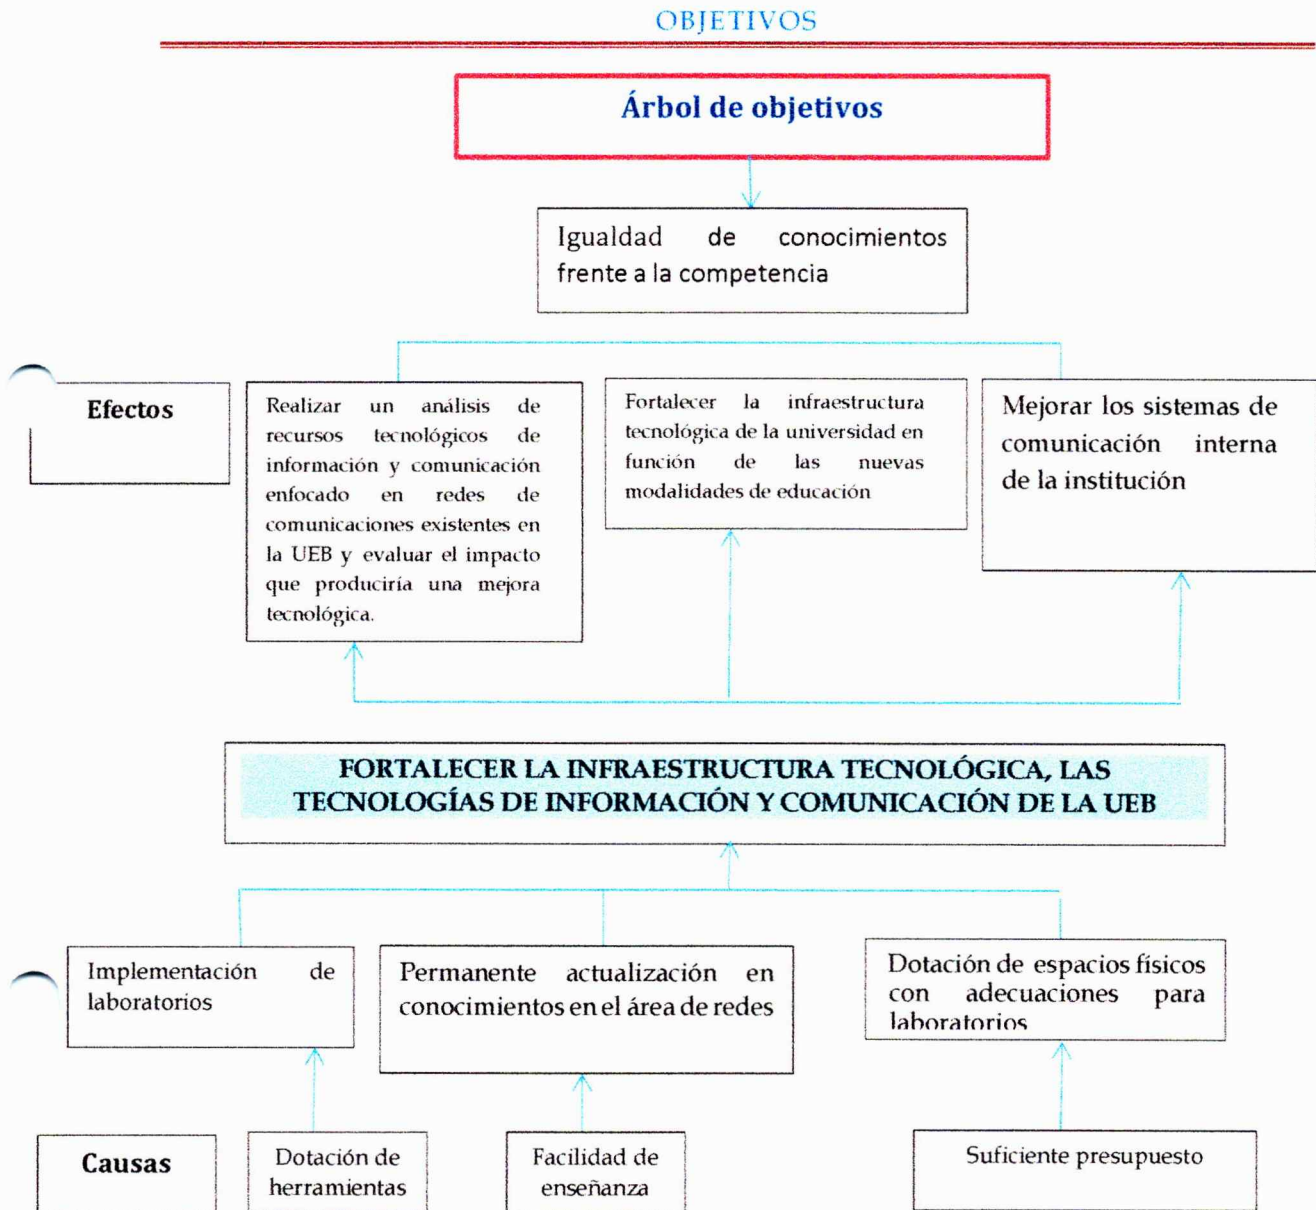 OBJETIVOS
Árbol de objetivos
Igualdad de conocimientos
frente a la competencia
Efectos
Realizar un análisis de
recursos tecnológicos de
información y comunicación
enfocado en redes de
comunicaciones existentes en
la UEB y evaluar el impacto
que produciría una mejora
tecnológica.
Fortalecer la infraestructura
tecnológica de la universidad en
función de las nuevas
modalidades de educación
Mejorar los sistemas de
comunicación interna
de la institución
FORTALECER LA INFRAESTRUCTURA TECNOLÓGICA, LAS
TECNOLOGÍAS DE INFORMACIÓN Y COMUNICACIÓN DE LA UEB
Implementación de
laboratorios
Permanente actualización en
conocimientos en el área de redes
Dotación de espacios físicos
con adecuaciones para
laboratorios
Causas
Dotación de
herramientas
Facilidad de
enseñanza
Suficiente presupuesto